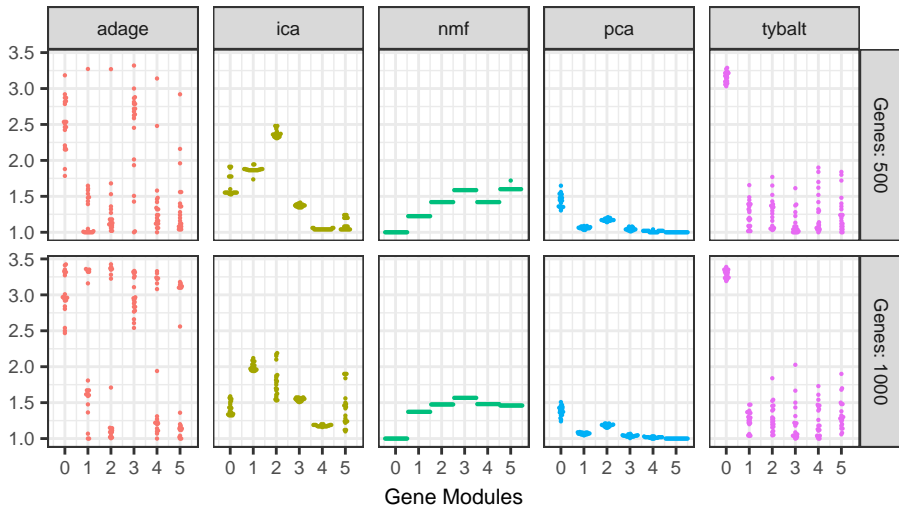 adage ica nmf pca tybalt
3.5
3.0
2.5
2.0
1.5
1.0
Genes: 500
3.5
3.0
2.5
2.0
1.5
1.0
Genes: 1000
0 1 2 3 4 5 0 1 2 3 4 5 0 1 2 3 4 5 0 1 2 3 4 5 0 1 2 3 4 5
Gene Modules